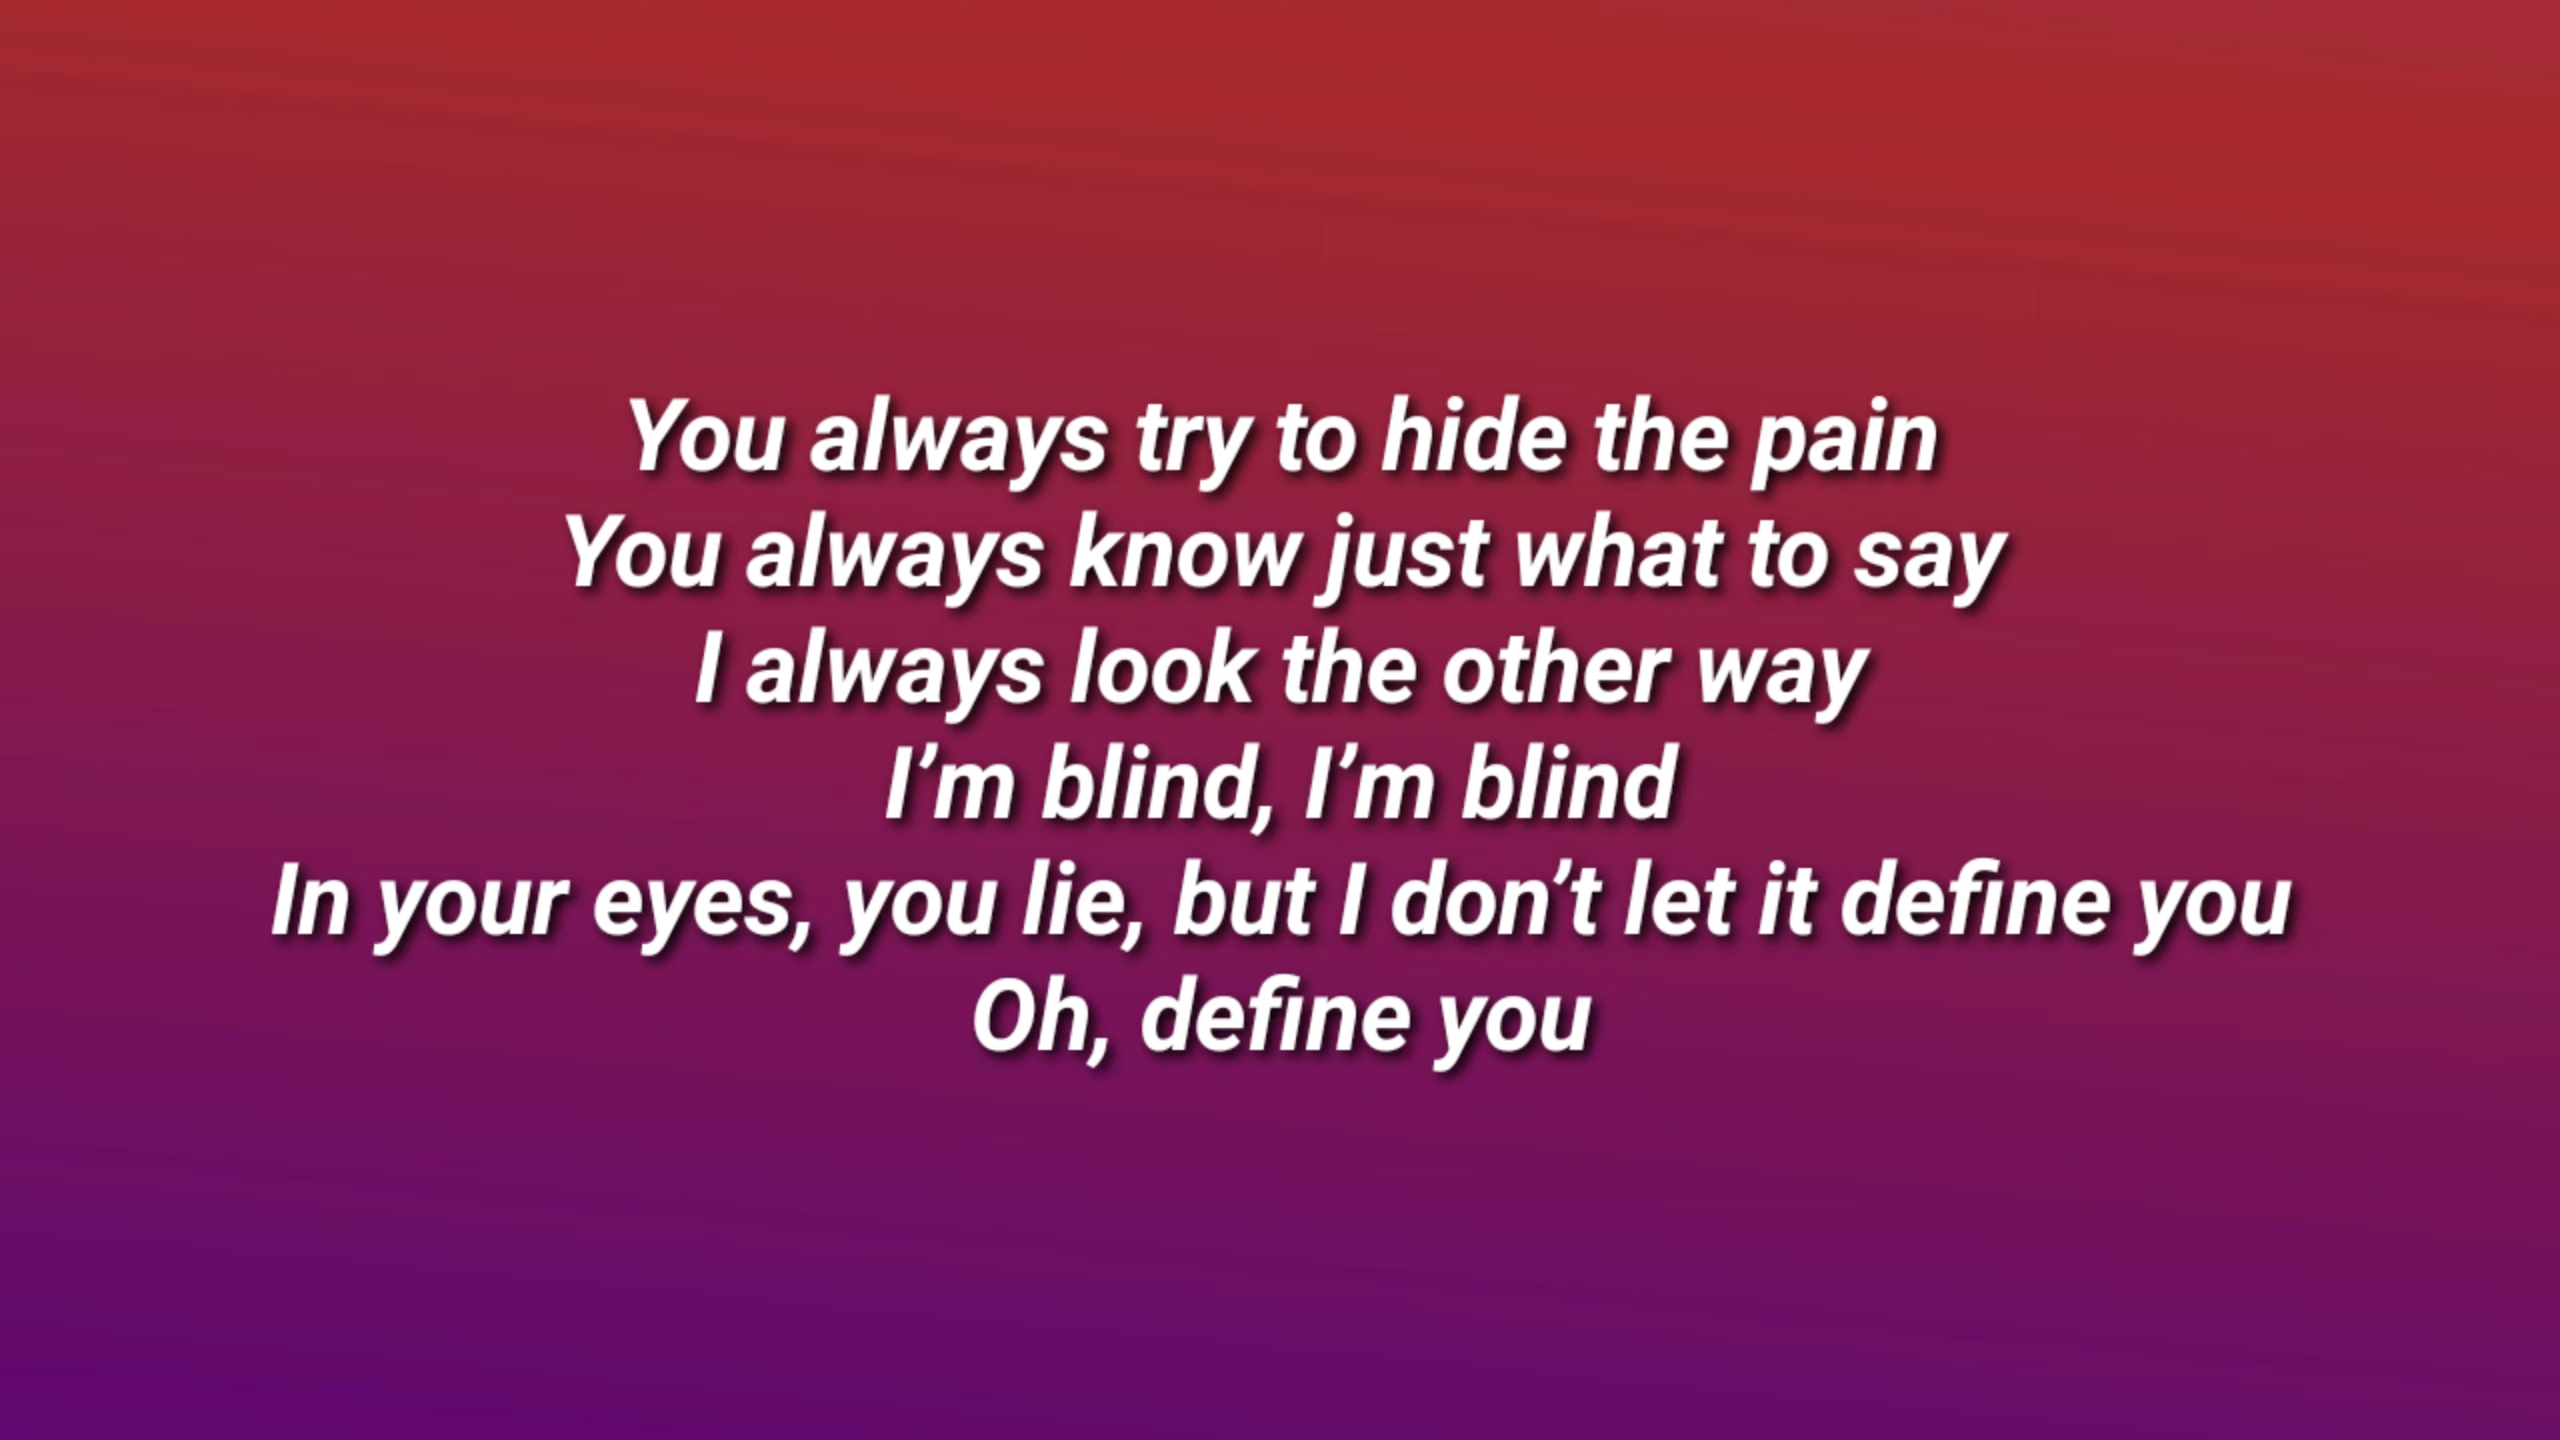 You always try to hide the pain
You always know just what to say
I always look the other way
I’m blind, I’m blind
In your eyes, you lie, but I don’t let it define you
Oh, define you